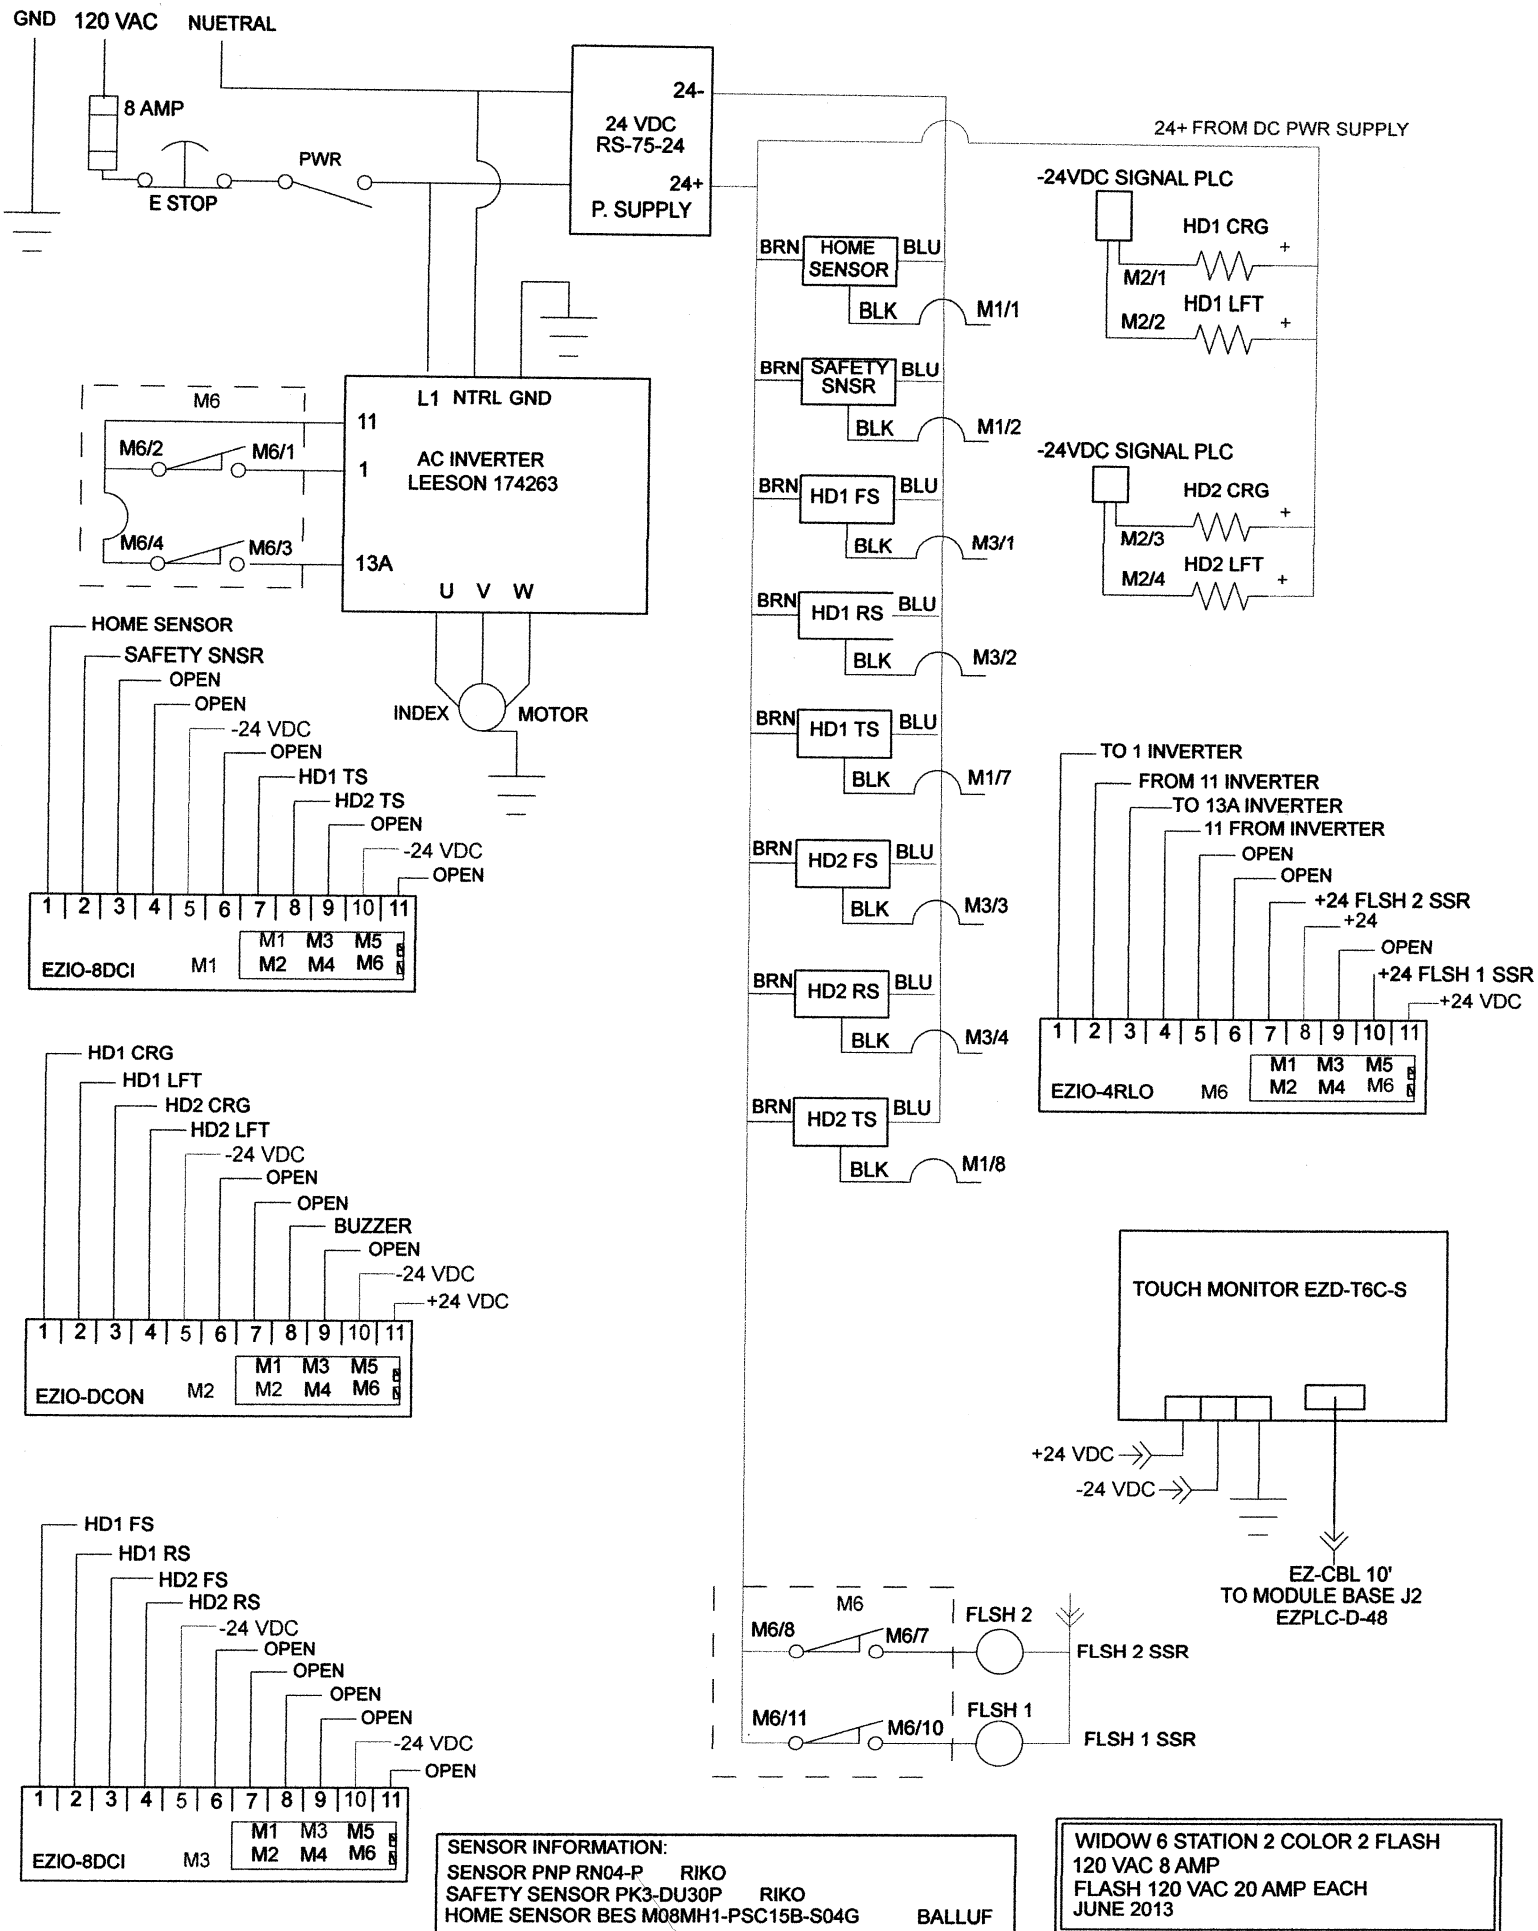 GND 120 VAC NUETRAL
8 AMP
E STOP
PWR
24-
24 VDC
RS-75-24
24+
P. SUPPLY
24+ FROM DC PWR SUPPLY
-24VDC SIGNAL PLC
HD1 CRG
+
M2/1
HD1 LFT
+
M2/2
-24VDC SIGNAL PLC
HD2 CRG
+
M2/3
HD2 LFT
+
M2/4
BRN HOME SENSOR BLU
BLK M1/1
BRN SAFETY SNSR BLU
BLK M1/2
BRN HD1 FS BLU
BLK M3/1
BRN HD1 RS BLU
BLK M3/2
BRN HD1 TS BLU
BLK M1/7
BRN HD2 FS BLU
BLK M3/3
BRN HD2 RS BLU
BLK M3/4
BRN HD2 TS BLU
BLK M1/8
M6
M6/2 M6/1
M6/4 M6/3
L1 NTRL GND
11
1
13A
AC INVERTER
LEESON 174263
U V W
INDEX MOTOR
HOME SENSOR
SAFETY SNSR
OPEN
OPEN
-24 VDC
OPEN
HD1 TS
HD2 TS
OPEN
-24 VDC
OPEN
1 2 3 4 5 6 7 8 9 10 11
M1 M3 M5
EZIO-8DCI M1 M2 M4 M6
HD1 CRG
HD1 LFT
HD2 CRG
HD2 LFT
-24 VDC
OPEN
OPEN
BUZZER
OPEN
-24 VDC
+24 VDC
1 2 3 4 5 6 7 8 9 10 11
M1 M3 M5
EZIO-DCON M2 M2 M4 M6
HD1 FS
HD1 RS
HD2 FS
HD2 RS
-24 VDC
OPEN
OPEN
OPEN
OPEN
-24 VDC
OPEN
1 2 3 4 5 6 7 8 9 10 11
M1 M3 M5
EZIO-8DCI M3 M2 M4 M6
TO 1 INVERTER
FROM 11 INVERTER
TO 13A INVERTER
11 FROM INVERTER
OPEN
OPEN
+24 FLSH 2 SSR
+24
OPEN
+24 FLSH 1 SSR
+24 VDC
1 2 3 4 5 6 7 8 9 10 11
M1 M3 M5
EZIO-4RLO M6 M2 M4 M6
TOUCH MONITOR EZD-T6C-S
+24 VDC
-24 VDC
EZ-CBL 10'
TO MODULE BASE J2
EZPLC-D-48
M6
M6/8 M6/7 FLSH 2
FLSH 2 SSR
M6/11 M6/10 FLSH 1
FLSH 1 SSR
SENSOR INFORMATION:
SENSOR PNP RN04-P RIKO
SAFETY SENSOR PK3-DU30P RIKO
HOME SENSOR BES M08MH1-PSC15B-S04G BALLUF
WIDOW 6 STATION 2 COLOR 2 FLASH
120 VAC 8 AMP
FLASH 120 VAC 20 AMP EACH
JUNE 2013